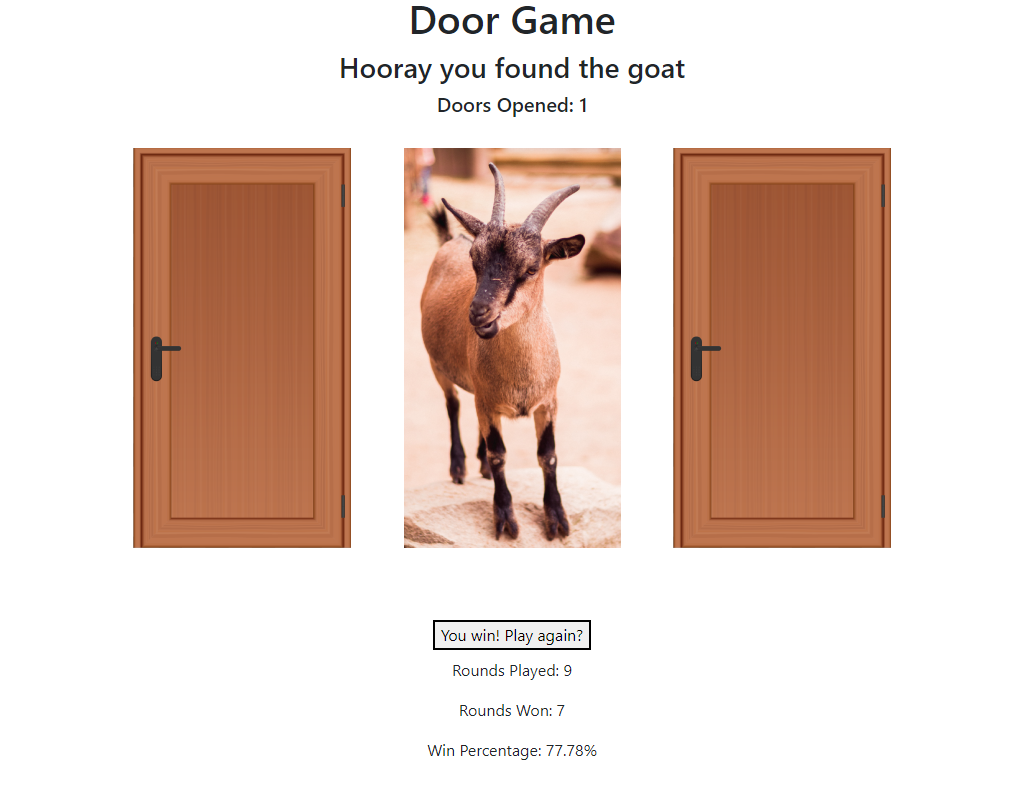 Door Game
Hooray you found the goat
Doors Opened: 1
You win! Play again?
Rounds Played: 9
Rounds Won: 7
Win Percentage: 77.78%